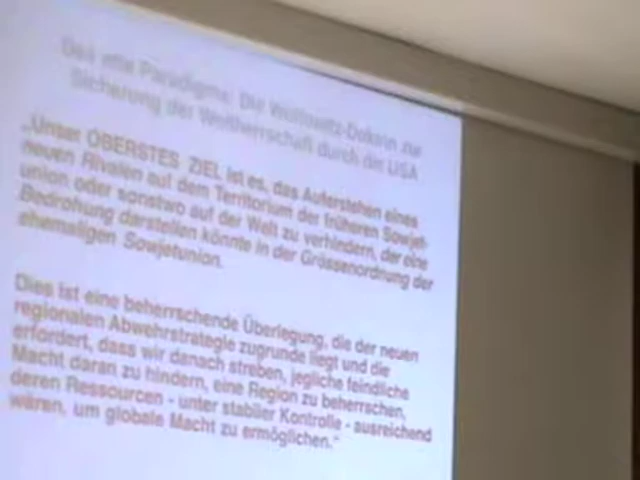 Das alte Paradigma: Die Wolfowitz-Doktrin zur
Sicherung der Weltherrschaft durch die USA
„Unser OBERSTES ZIEL ist es, das Auferstehen eines
neuen Rivalen auf dem Territorium der früheren Sowjet-
union oder sonstwo auf der Welt zu verhindern, der eine
Bedrohung darstellen könnte in der Grössenordnung der
ehemaligen Sowjetunion.
Dies ist eine beherrschende Überlegung, die der neuen
regionalen Abwehrstrategie zugrunde liegt und die
erfordert, dass wir danach streben, jegliche feindliche
Macht daran zu hindern, eine Region zu beherrschen,
deren Ressourcen - unter stabiler Kontrolle - ausreichend
wären, um globale Macht zu ermöglichen.“